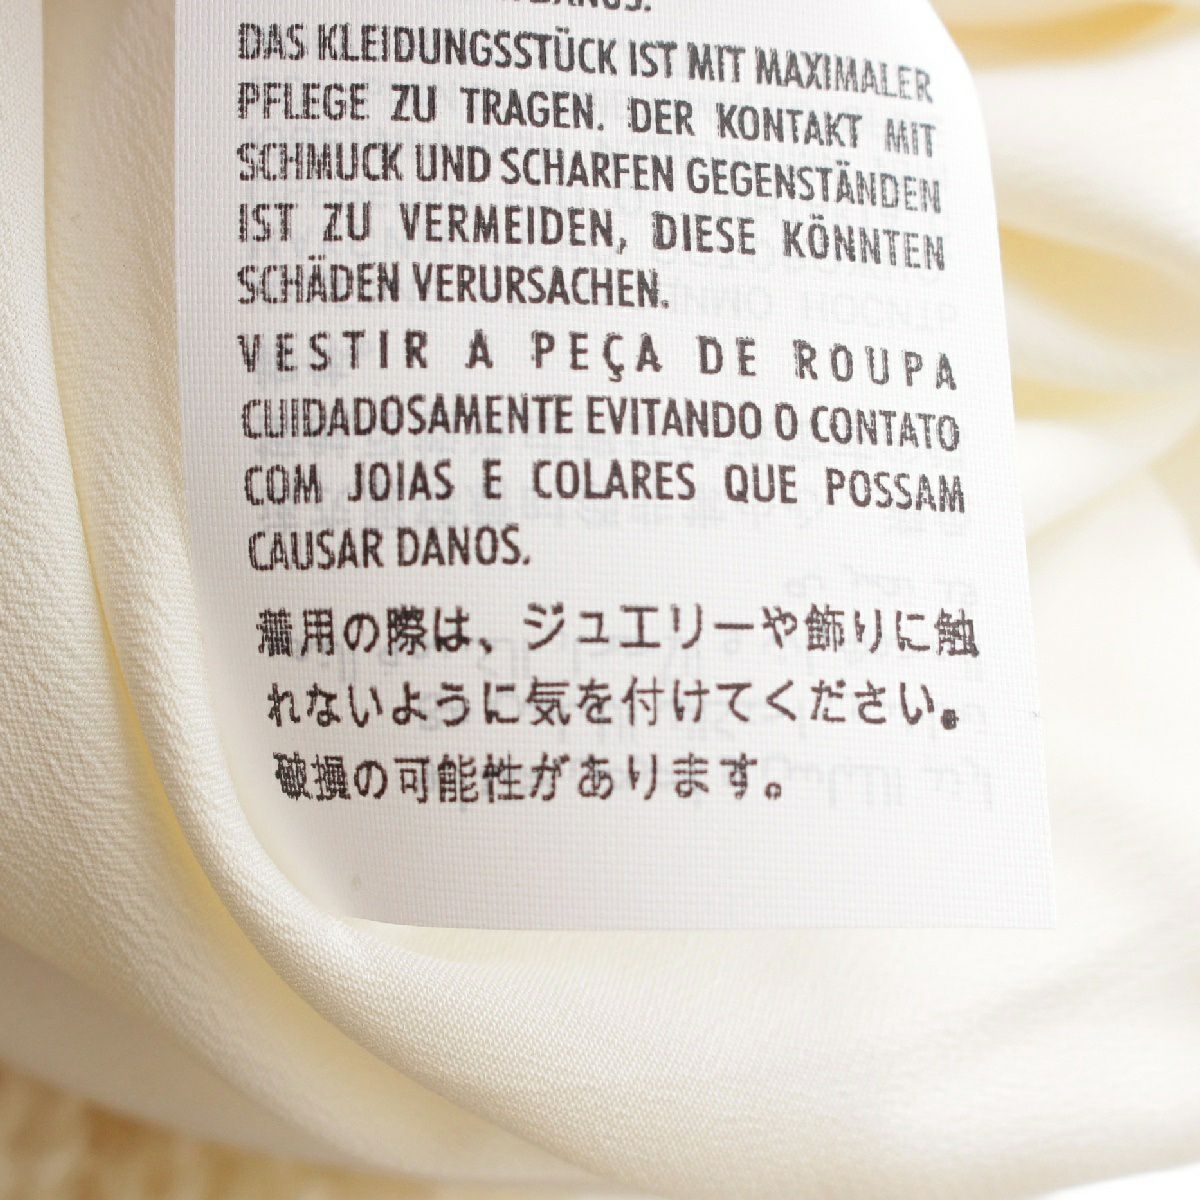 DANOS.
DAS KLEIDUNGSSTÜCK IST MIT MAXIMALER
PFLEGE ZU TRAGEN. DER KONTAKT MIT
SCHMUCK UND SCHARFEN GEGENSTÄNDEN
IST ZU VERMEIDEN, DIESE KÖNNTEN
SCHÄDEN VERURSACHEN.
VESTIR A PEÇA DE ROUPA
CUIDADOSAMENTE EVITANDO O CONTATO
COM JOIAS E COLARES QUE POSSAM
CAUSAR DANOS.
着用の際は、ジュエリーや飾りに触
れないように気を付けてください。
破損の可能性があります。